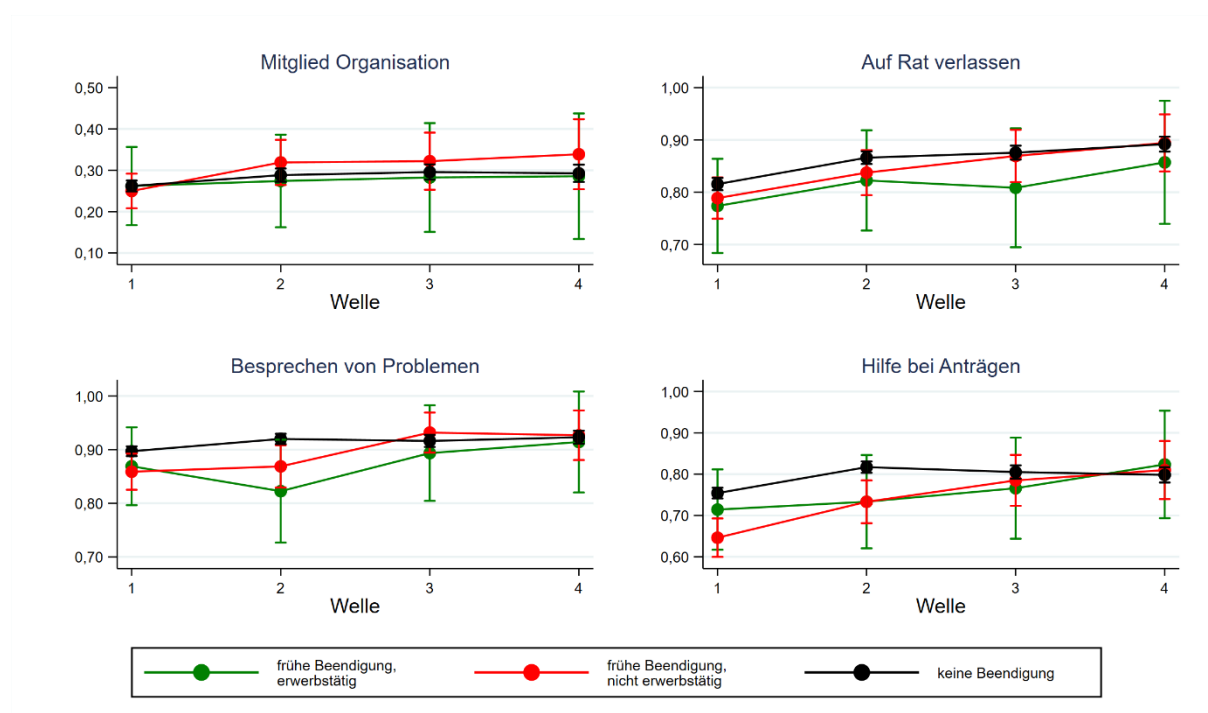 Mitglied Organisation
0,50
0,40
0,30
0,20
0,10
1 2 3 4
Welle
Auf Rat verlassen
1,00
0,90
0,80
0,70
1 2 3 4
Welle
Besprechen von Problemen
1,00
0,90
0,80
0,70
1 2 3 4
Welle
Hilfe bei Anträgen
1,00
0,90
0,80
0,70
0,60
1 2 3 4
Welle
frühe Beendigung,
erwerbstätig
frühe Beendigung,
nicht erwerbstätig
keine Beendigung